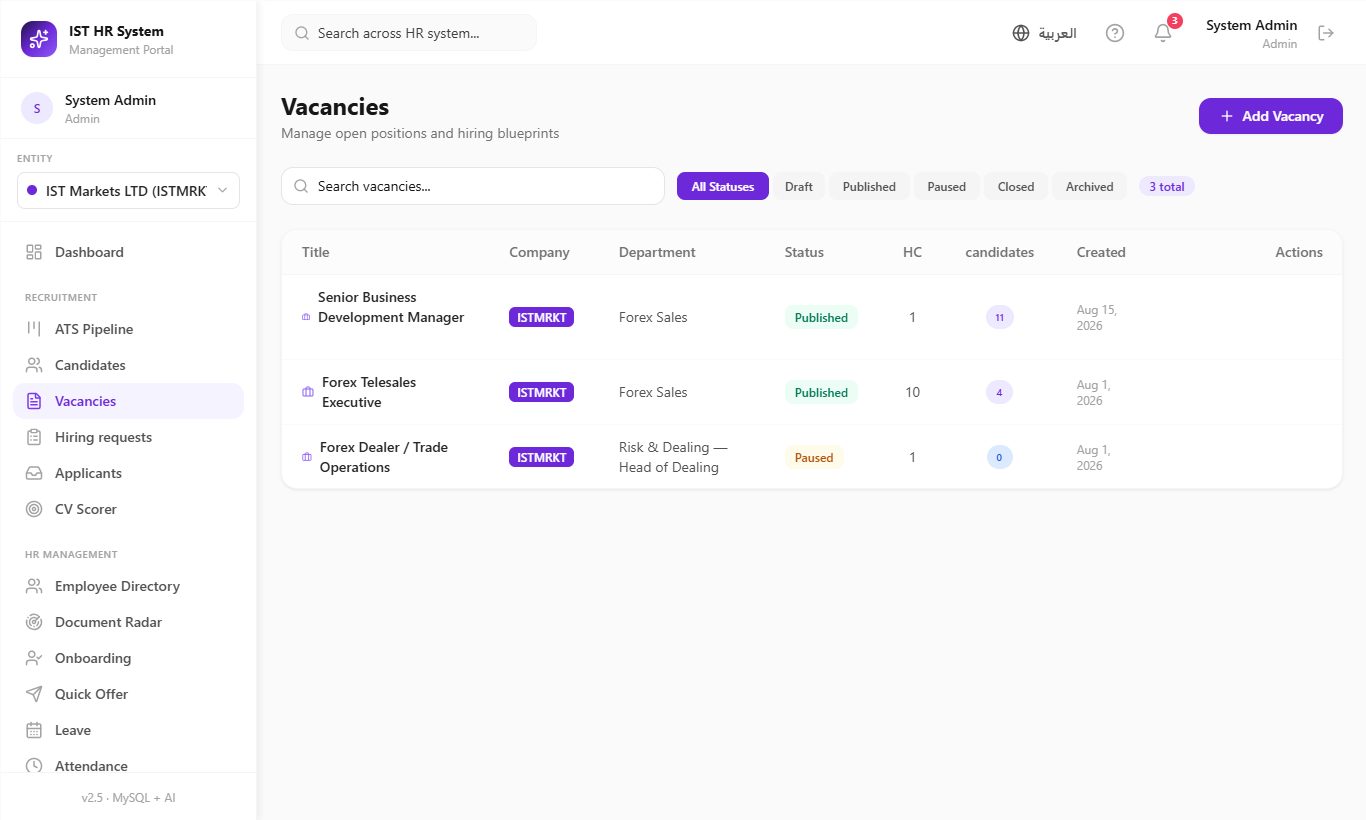 IST HR System
Management Portal
S
System Admin
Admin
ENTITY
IST Markets LTD (ISTMRK
Dashboard
RECRUITMENT
ATS Pipeline
Candidates
Vacancies
Hiring requests
Applicants
CV Scorer
HR MANAGEMENT
Employee Directory
Document Radar
Onboarding
Quick Offer
Leave
Attendance
v2.5 · MySQL + AI
Search across HR system...
العربية
3
System Admin
Admin
Vacancies
Manage open positions and hiring blueprints
Add Vacancy
Search vacancies...
All Statuses Draft Published Paused Closed Archived 3 total
Title Company Department Status HC candidates Created Actions
Senior Business
Development Manager
ISTMRKT Forex Sales Published 1 11
Aug 15,
2026
Forex Telesales
Executive
ISTMRKT Forex Sales Published 10 4
Aug 1,
2026
Forex Dealer / Trade
Operations
ISTMRKT
Risk & Dealing —
Head of Dealing
Paused 1 0
Aug 1,
2026